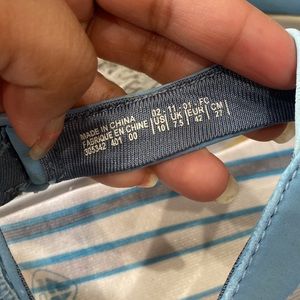 MADE IN CHINA
FABRIQUE EN CHINE
305342 401 00
02 - 11 - 01 - FC
US UK EUR CM
10 7.5 42 27